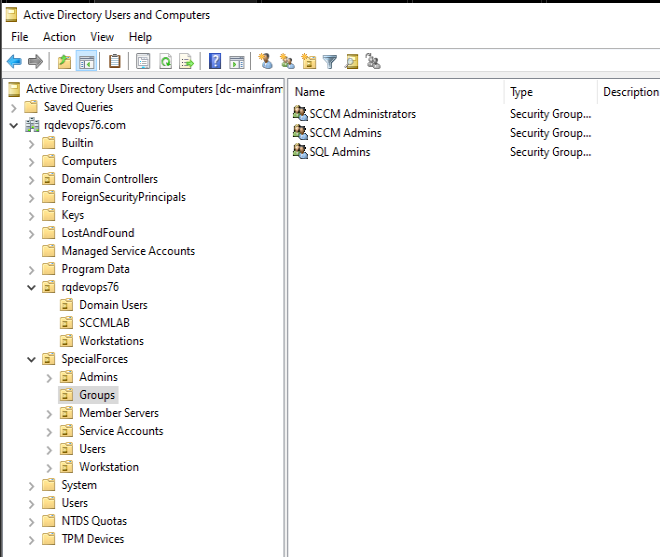 Active Directory Users and Computers
File Action View Help
Active Directory Users and Computers [dc-mainfram
Saved Queries
rqdevops76.com
Builtin
Computers
Domain Controllers
ForeignSecurityPrincipals
Keys
LostAndFound
Managed Service Accounts
Program Data
rqdevops76
Domain Users
SCCMLAB
Workstations
SpecialForces
Admins
Groups
Member Servers
Service Accounts
Users
Workstation
System
Users
NTDS Quotas
TPM Devices
Name Type Description
SCCM Administrators Security Group...
SCCM Admins Security Group...
SQL Admins Security Group...